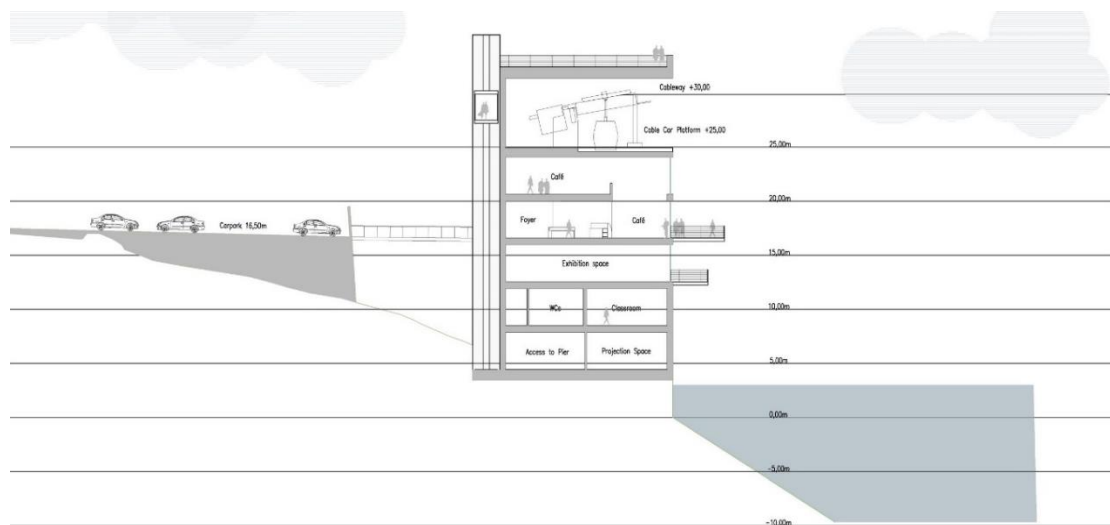 Cableway +30,00
Cable Car Platform +25,00
25,00m
Café
20,00m
Carpark 16,50m
Foyer
Café
15,00m
Exhibition space
10,00m
WCs
Classroom
5,00m
Access to Pier
Projection Space
0,00m
-5,00m
-10,00m